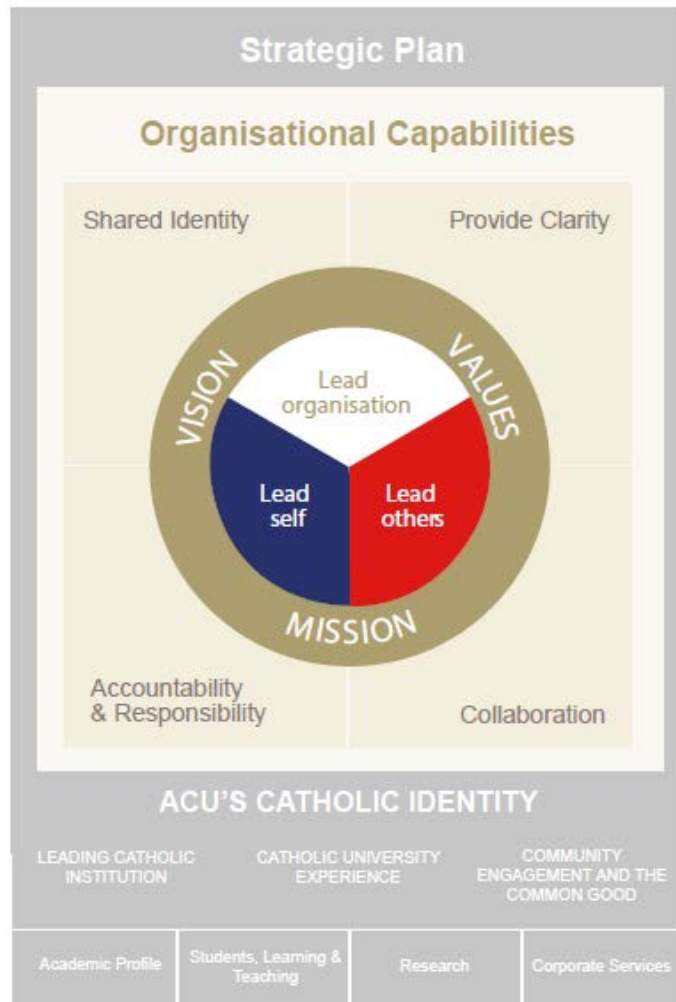 Strategic Plan
Organisational Capabilities
Shared Identity
Provide Clarity
VISION
VALUES
Lead
organisation
Lead
self
Lead
others
MISSION
Accountability
& Responsibility
Collaboration
ACU'S CATHOLIC IDENTITY
LEADING CATHOLIC
INSTITUTION
CATHOLIC UNIVERSITY
EXPERIENCE
COMMUNITY
ENGAGEMENT AND THE
COMMON GOOD
Academic Profile
Students, Learning &
Teaching
Research
Corporate Services